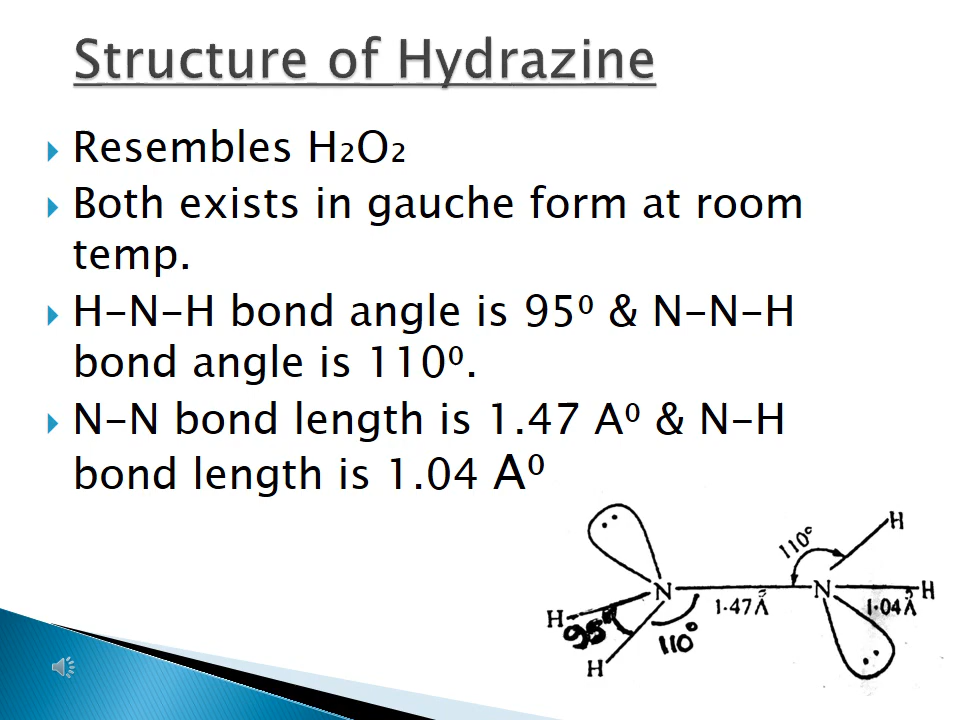 Structure of Hydrazine
Resembles H₂O₂
Both exists in gauche form at room
temp.
H-N-H bond angle is 95⁰ & N-N-H
bond angle is 110⁰.
N-N bond length is 1.47 A⁰ & N-H
bond length is 1.04 A⁰
110°
H
N
N
H
1·47Å
1·04Å
H
95°
110°
H